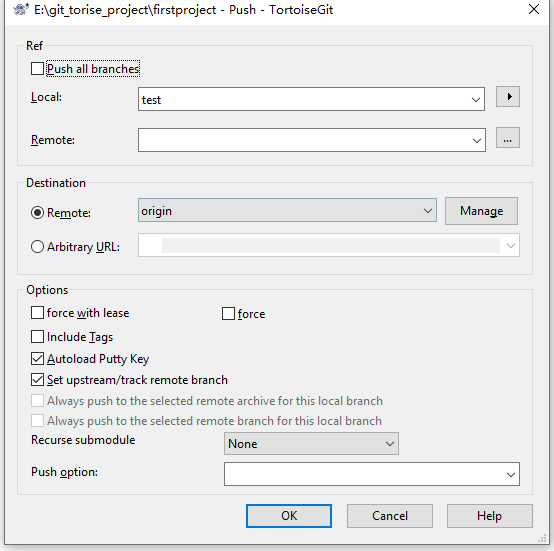 E:\git_torise_project\firstproject - Push - TortoiseGit
Ref
Push all branches
Local:
test
Remote:
...
Destination
Remote:
origin
Manage
Arbitrary URL:
Options
force with lease
force
Include Tags
Autoload Putty Key
Set upstream/track remote branch
Always push to the selected remote archive for this local branch
Always push to the selected remote branch for this local branch
Recurse submodule
None
Push option:
OK
Cancel
Help